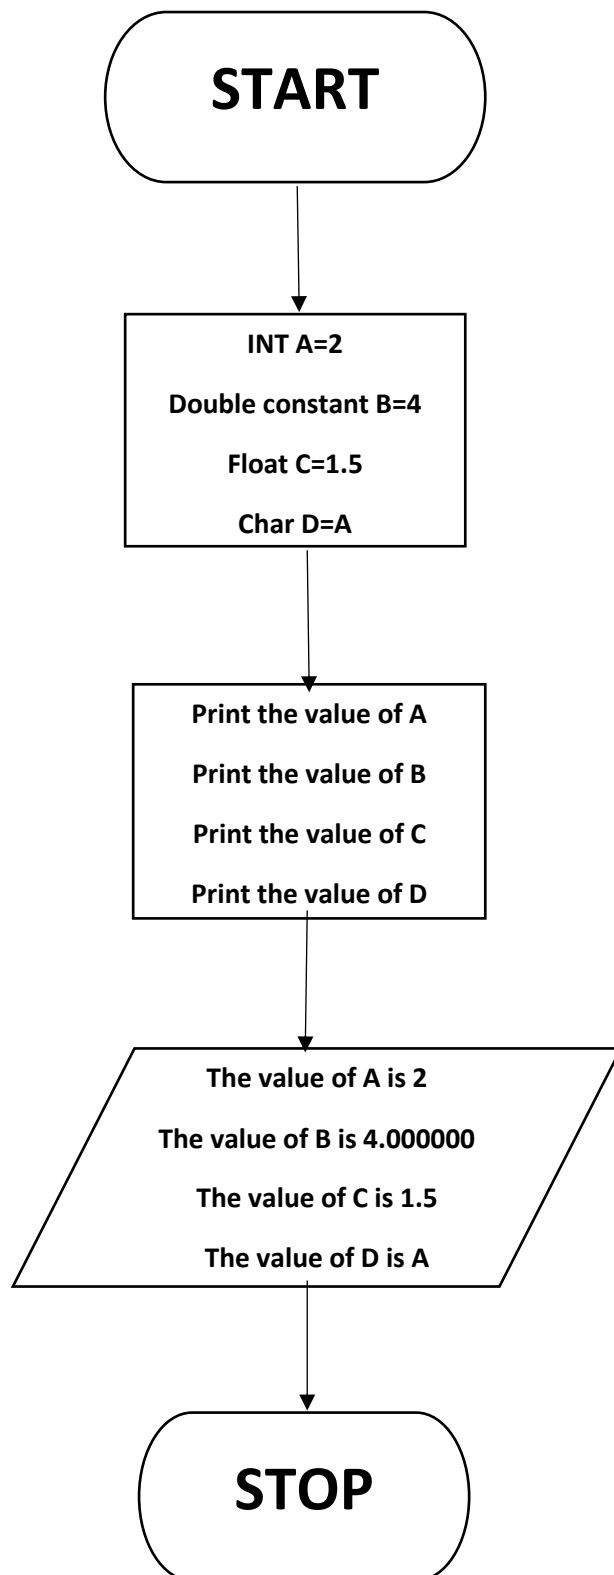 START
INT A=2
Double constant B=4
Float C=1.5
Char D=A
Print the value of A
Print the value of B
Print the value of C
Print the value of D
The value of A is 2
The value of B is 4.000000
The value of C is 1.5
The value of D is A
STOP